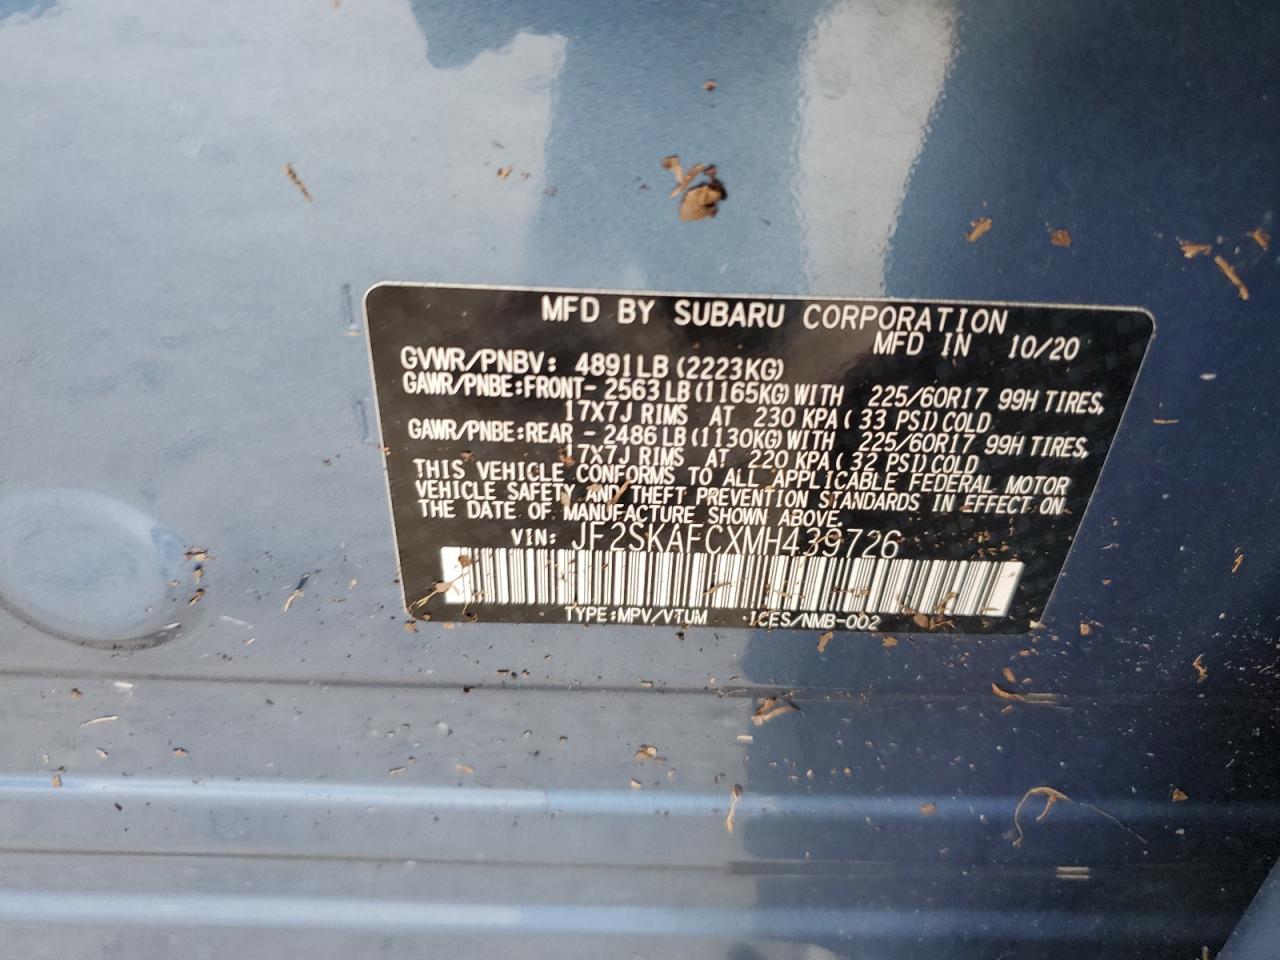 MFD BY SUBARU CORPORATION
MFD IN 10/20
GVWR/PNBV: 4891LB (2223KG)
GAWR/PNBE:FRONT- 2563 LB (1165KG) WITH 225/60R17 99H TIRES,
17X7J RIMS AT 230 KPA ( 33 PSI) COLD
GAWR/PNBE:REAR - 2486 LB (1130KG) WITH 225/60R17 99H TIRES,
17X7J RIMS AT 220 KPA ( 32 PSI) COLD
THIS VEHICLE CONFORMS TO ALL APPLICABLE FEDERAL MOTOR
VEHICLE SAFETY AND THEFT PREVENTION STANDARDS IN EFFECT ON
THE DATE OF MANUFACTURE SHOWN ABOVE.
VIN: JF2SKAFCXMH439726
TYPE:MPV/VTUM ICES/NMB-002